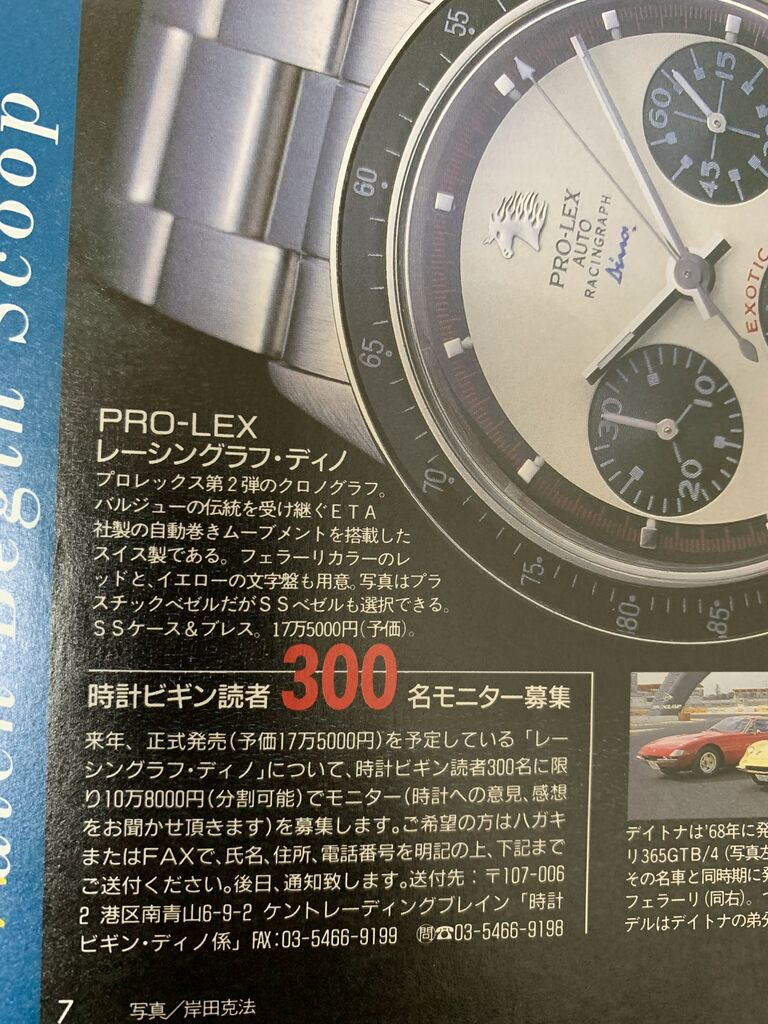 Watch Begin Scoop
55
60
65
70
75
80
85
60
15
45
30
10
20
PRO-LEX
AUTO
RACINGRAPH
Dino
EXOTIC
PRO-LEX
レーシングラフ・ディノ
プロレックス第2弾のクロノグラフ。
バルジューの伝統を受け継ぐETA
社製の自動巻きムーブメントを搭載した
スイス製である。フェラーリカラーのレ
ッドと、イエローの文字盤も用意。写真はプラ
スチックベゼルだがSSベゼルも選択できる。
SSケース&ブレス。17万5000円(予価)。
時計ビギン読者300名モニター募集
来年、正式発売(予価17万5000円)を予定している「レー
シングラフ・ディノ」について、時計ビギン読者300名に限
り10万8000円(分割可能)でモニター(時計への意見、感想
をお聞かせ頂きます)を募集します。ご希望の方はハガキ
またはFAXで、氏名、住所、電話番号を明記の上、下記まで
ご送付ください。後日、通知致します。送付先:〒107-006
2 港区南青山6-9-2 ケントレーディングブレイン「時計
ビギン・ディノ係」 FAX:03-5466-9199 問☎03-5466-9198
デイトナは'68年に発
リ365GTB/4(写真左
その名車と同時期に発
フェラーリ(同右)。
デルはデイトナの弟分
7
写真/岸田克法